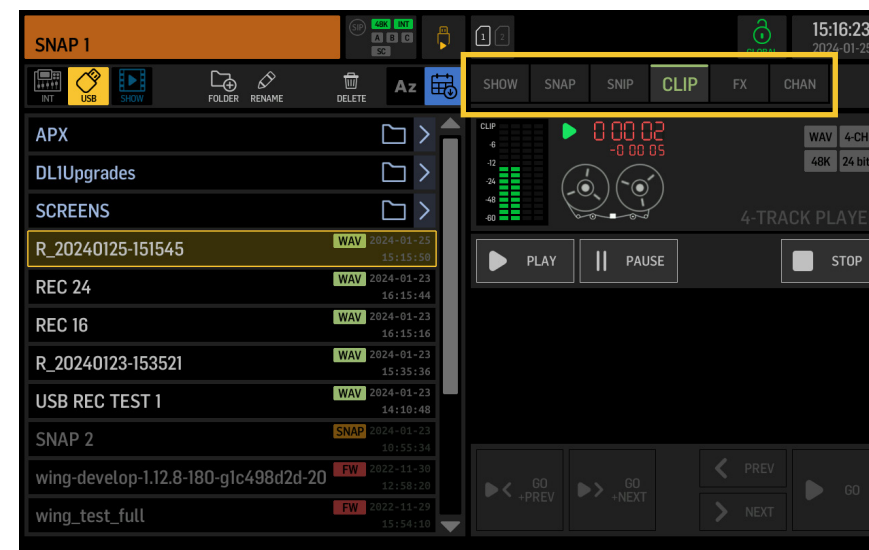 SNAP 1
SIP 48K INT
A B C
SC
1 2
GLOBAL
15:16:23
2024-01-25
INT USB SHOW FOLDER RENAME DELETE Az
SHOW SNAP SNIP CLIP FX CHAN
APX
DL1Upgrades
SCREENS
R_20240125-151545 WAV 2024-01-25
15:15:50
REC 24 WAV 2024-01-23
16:15:44
REC 16 WAV 2024-01-23
16:15:16
R_20240123-153521 WAV 2024-01-23
15:35:36
USB REC TEST 1 WAV 2024-01-23
14:10:48
SNAP 2 SNAP 2024-01-23
10:55:34
wing-develop-1.12.8-180-g1c498d2d-20 FW 2022-11-30
12:58:20
wing_test_full FW 2022-11-29
15:54:10
CLIP
-6
-12
-24
-48
-60
0 00 02
-0 00 05
WAV 4-CH
48K 24 bit
4-TRACK PLAYE
PLAY PAUSE STOP
GO
+PREV
GO
+NEXT
PREV
NEXT
GO